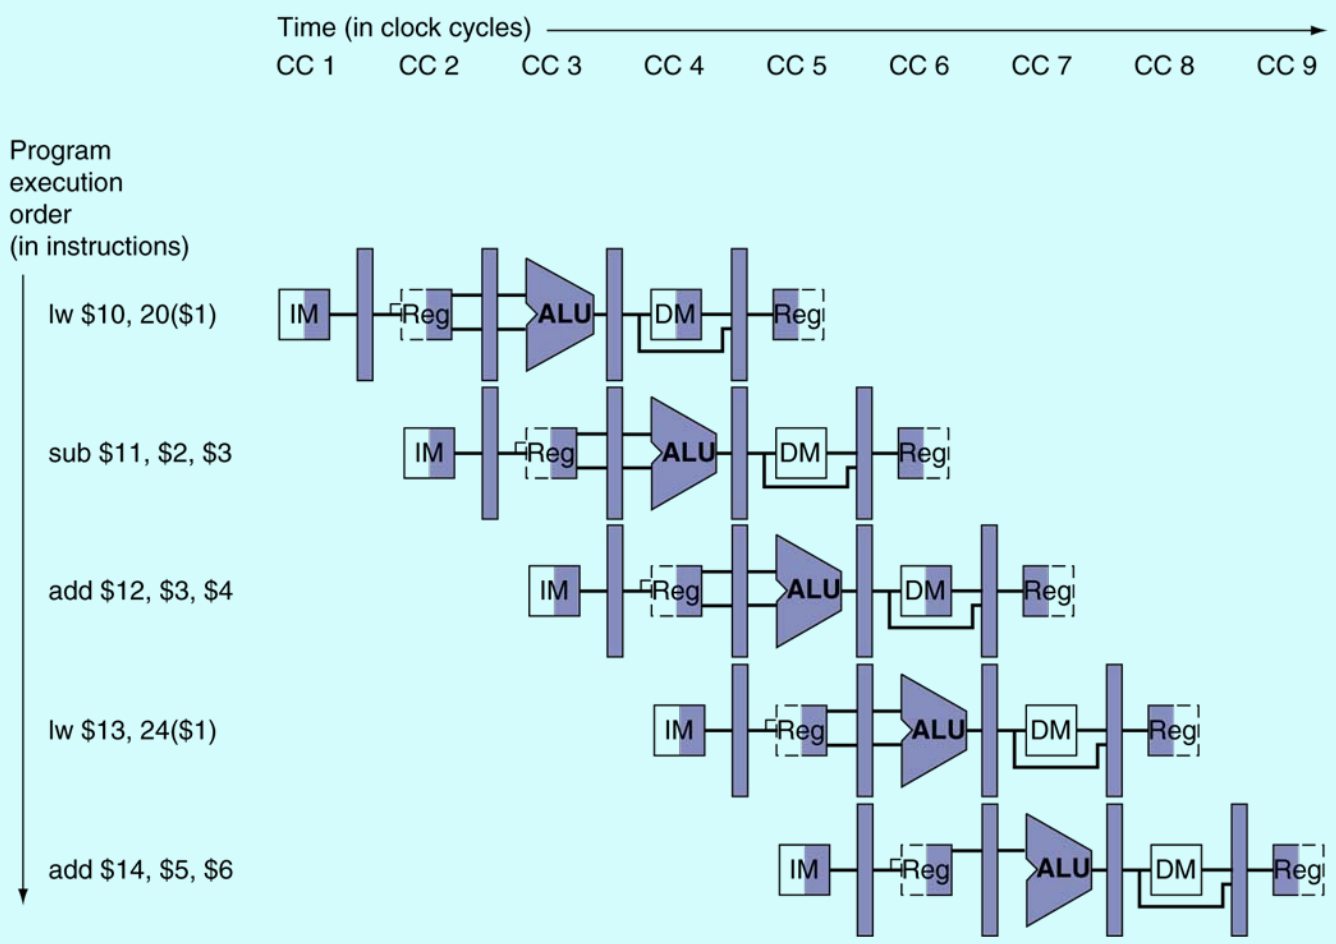 Time (in clock cycles)
CC 1 CC 2 CC 3 CC 4 CC 5 CC 6 CC 7 CC 8 CC 9
Program
execution
order
(in instructions)
lw $10, 20($1) IM Reg ALU DM Reg
sub $11, $2, $3 IM Reg ALU DM Reg
add $12, $3, $4 IM Reg ALU DM Reg
lw $13, 24($1) IM Reg ALU DM Reg
add $14, $5, $6 IM Reg ALU DM Reg